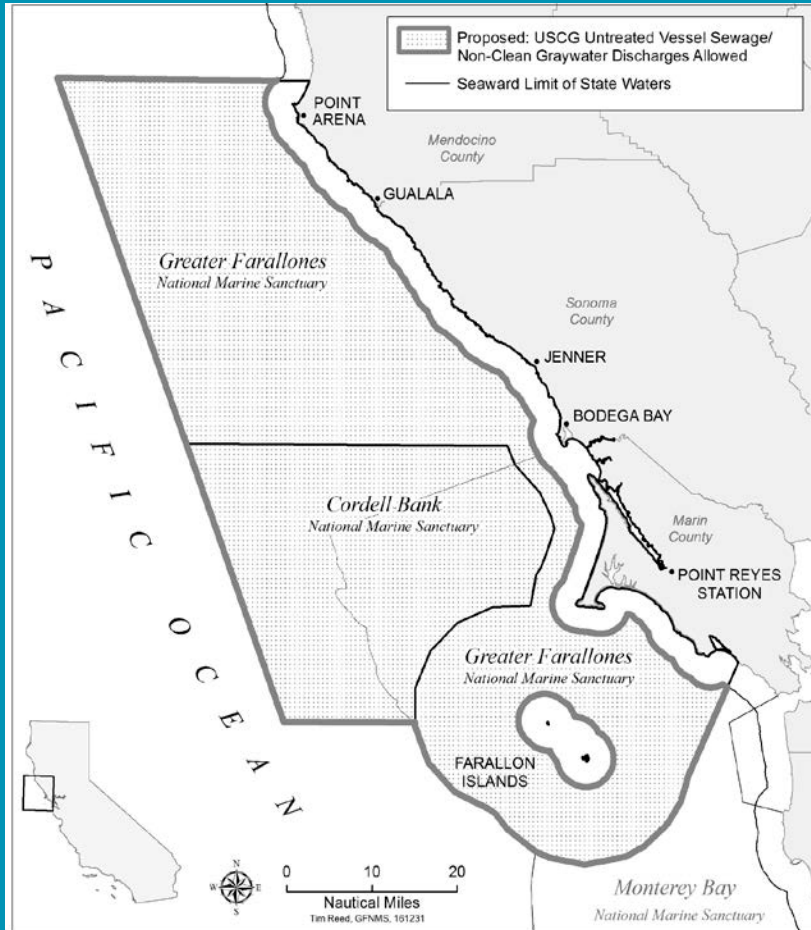 Proposed: USCG Untreated Vessel Sewage/
Non-Clean Graywater Discharges Allowed
Seaward Limit of State Waters
POINT
ARENA
Mendocino
County
GUALALA
Greater Farallones
National Marine Sanctuary
Sonoma
County
JENNER
BODEGA BAY
Cordell Bank
National Marine Sanctuary
Marin
County
POINT REYES
STATION
Greater Farallones
National Marine Sanctuary
FARALLON
ISLANDS
PACIFIC OCEAN
N
W
E
S
0 10 20
Nautical Miles
Tim Reed, GFNMS, 161231
Monterey Bay
National Marine Sanctuary